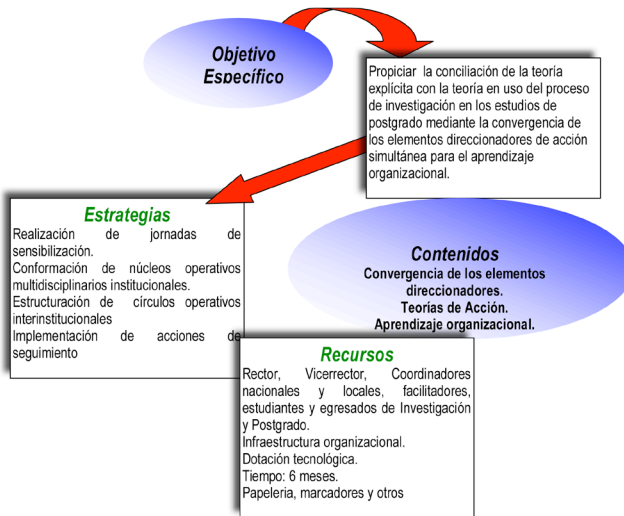 Objetivo
Específico
Propiciar la conciliación de la teoría
explícita con la teoría en uso del proceso
de investigación en los estudios de
postgrado mediante la convergencia de
los elementos direccionadores de acción
simultánea para el aprendizaje
organizacional.
Estrategias
Realización de jornadas de
sensibilización.
Conformación de núcleos operativos
multidisciplinarios institucionales.
Estructuración de círculos operativos
interinstitucionales
Implementación de acciones de
seguimiento
Contenidos
Convergencia de los elementos
direccionadores.
Teorías de Acción.
Aprendizaje organizacional.
Recursos
Rector, Vicerrector, Coordinadores
nacionales y locales, facilitadores,
estudiantes y egresados de Investigación
y Postgrado.
Infraestructura organizacional.
Dotación tecnológica.
Tiempo: 6 meses.
Papeleria, marcadores y otros